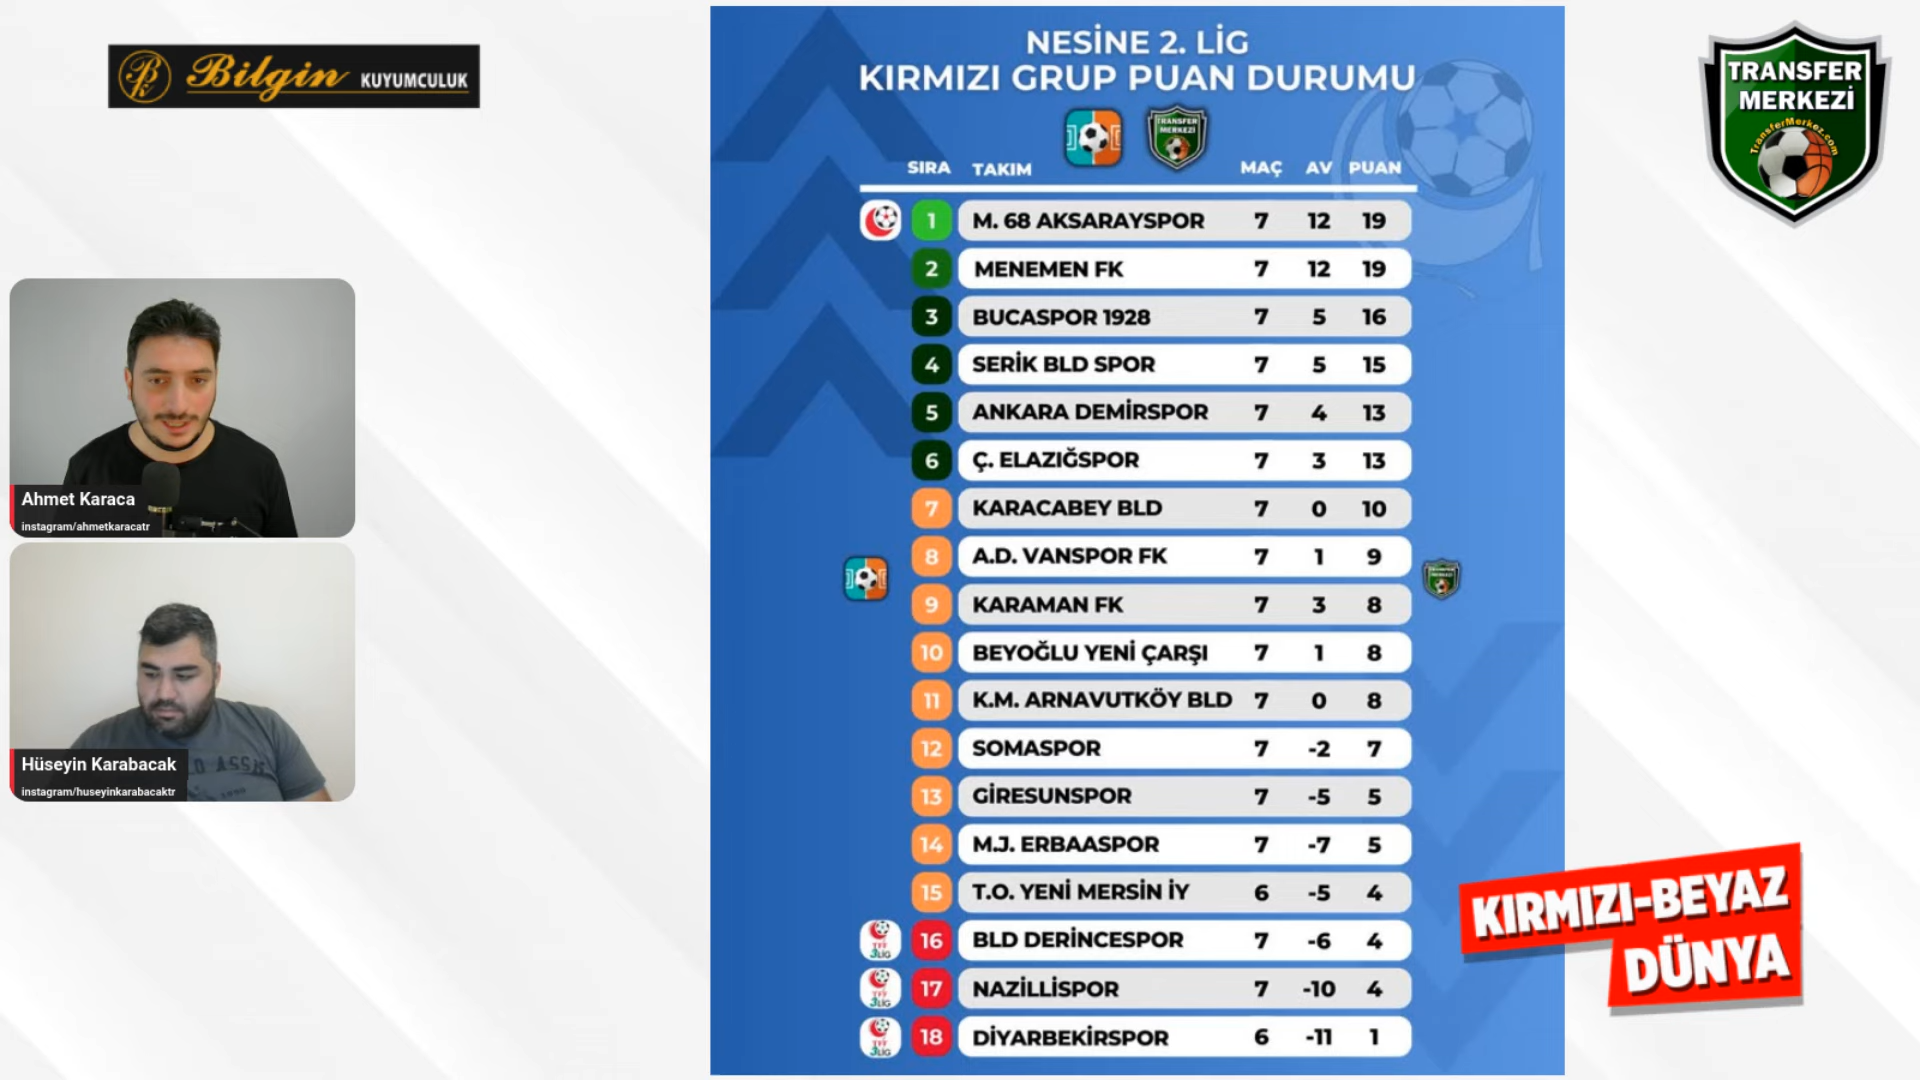 Bilgin KUYUMCULUK
Ahmet Karaca
instagram/ahmetkaracatr
Hüseyin Karabacak
instagram/huseyinkarabacaktr
NESİNE 2. LİG
KIRMIZI GRUP PUAN DURUMU
TRANSFER
MERKEZİ
SIRA TAKIM MAÇ AV PUAN
1 M. 68 AKSARAYSPOR 7 12 19
2 MENEMEN FK 7 12 19
3 BUCASPOR 1928 7 5 16
4 SERİK BLD SPOR 7 5 15
5 ANKARA DEMİRSPOR 7 4 13
6 Ç. ELAZIĞSPOR 7 3 13
7 KARACABEY BLD 7 0 10
8 A.D. VANSPOR FK 7 1 9
9 KARAMAN FK 7 3 8
10 BEYOĞLU YENİ ÇARŞI 7 1 8
11 K.M. ARNAVUTKÖY BLD 7 0 8
12 SOMASPOR 7 -2 7
13 GİRESUNSPOR 7 -5 5
14 M.J. ERBAASPOR 7 -7 5
15 T.O. YENİ MERSİN İY 6 -5 4
16 BLD DERİNCESPOR 7 -6 4
17 NAZİLLİSPOR 7 -10 4
18 DİYARBEKİRSPOR 6 -11 1
TRANSFER
MERKEZİ
TransferMerkez.com
KIRMIZI-BEYAZ
DÜNYA